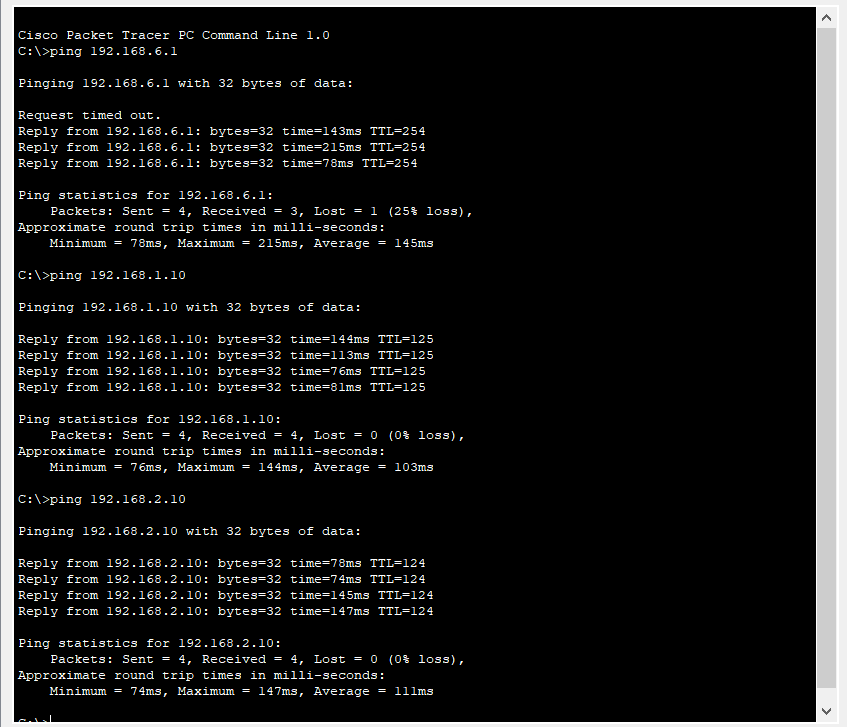 Cisco Packet Tracer PC Command Line 1.0
C:\>ping 192.168.6.1
Pinging 192.168.6.1 with 32 bytes of data:
Request timed out.
Reply from 192.168.6.1: bytes=32 time=143ms TTL=254
Reply from 192.168.6.1: bytes=32 time=215ms TTL=254
Reply from 192.168.6.1: bytes=32 time=78ms TTL=254
Ping statistics for 192.168.6.1:
    Packets: Sent = 4, Received = 3, Lost = 1 (25% loss),
Approximate round trip times in milli-seconds:
    Minimum = 78ms, Maximum = 215ms, Average = 145ms
C:\>ping 192.168.1.10
Pinging 192.168.1.10 with 32 bytes of data:
Reply from 192.168.1.10: bytes=32 time=144ms TTL=125
Reply from 192.168.1.10: bytes=32 time=113ms TTL=125
Reply from 192.168.1.10: bytes=32 time=76ms TTL=125
Reply from 192.168.1.10: bytes=32 time=81ms TTL=125
Ping statistics for 192.168.1.10:
    Packets: Sent = 4, Received = 4, Lost = 0 (0% loss),
Approximate round trip times in milli-seconds:
    Minimum = 76ms, Maximum = 144ms, Average = 103ms
C:\>ping 192.168.2.10
Pinging 192.168.2.10 with 32 bytes of data:
Reply from 192.168.2.10: bytes=32 time=78ms TTL=124
Reply from 192.168.2.10: bytes=32 time=74ms TTL=124
Reply from 192.168.2.10: bytes=32 time=145ms TTL=124
Reply from 192.168.2.10: bytes=32 time=147ms TTL=124
Ping statistics for 192.168.2.10:
    Packets: Sent = 4, Received = 4, Lost = 0 (0% loss),
Approximate round trip times in milli-seconds:
    Minimum = 74ms, Maximum = 147ms, Average = 111ms
C:\>